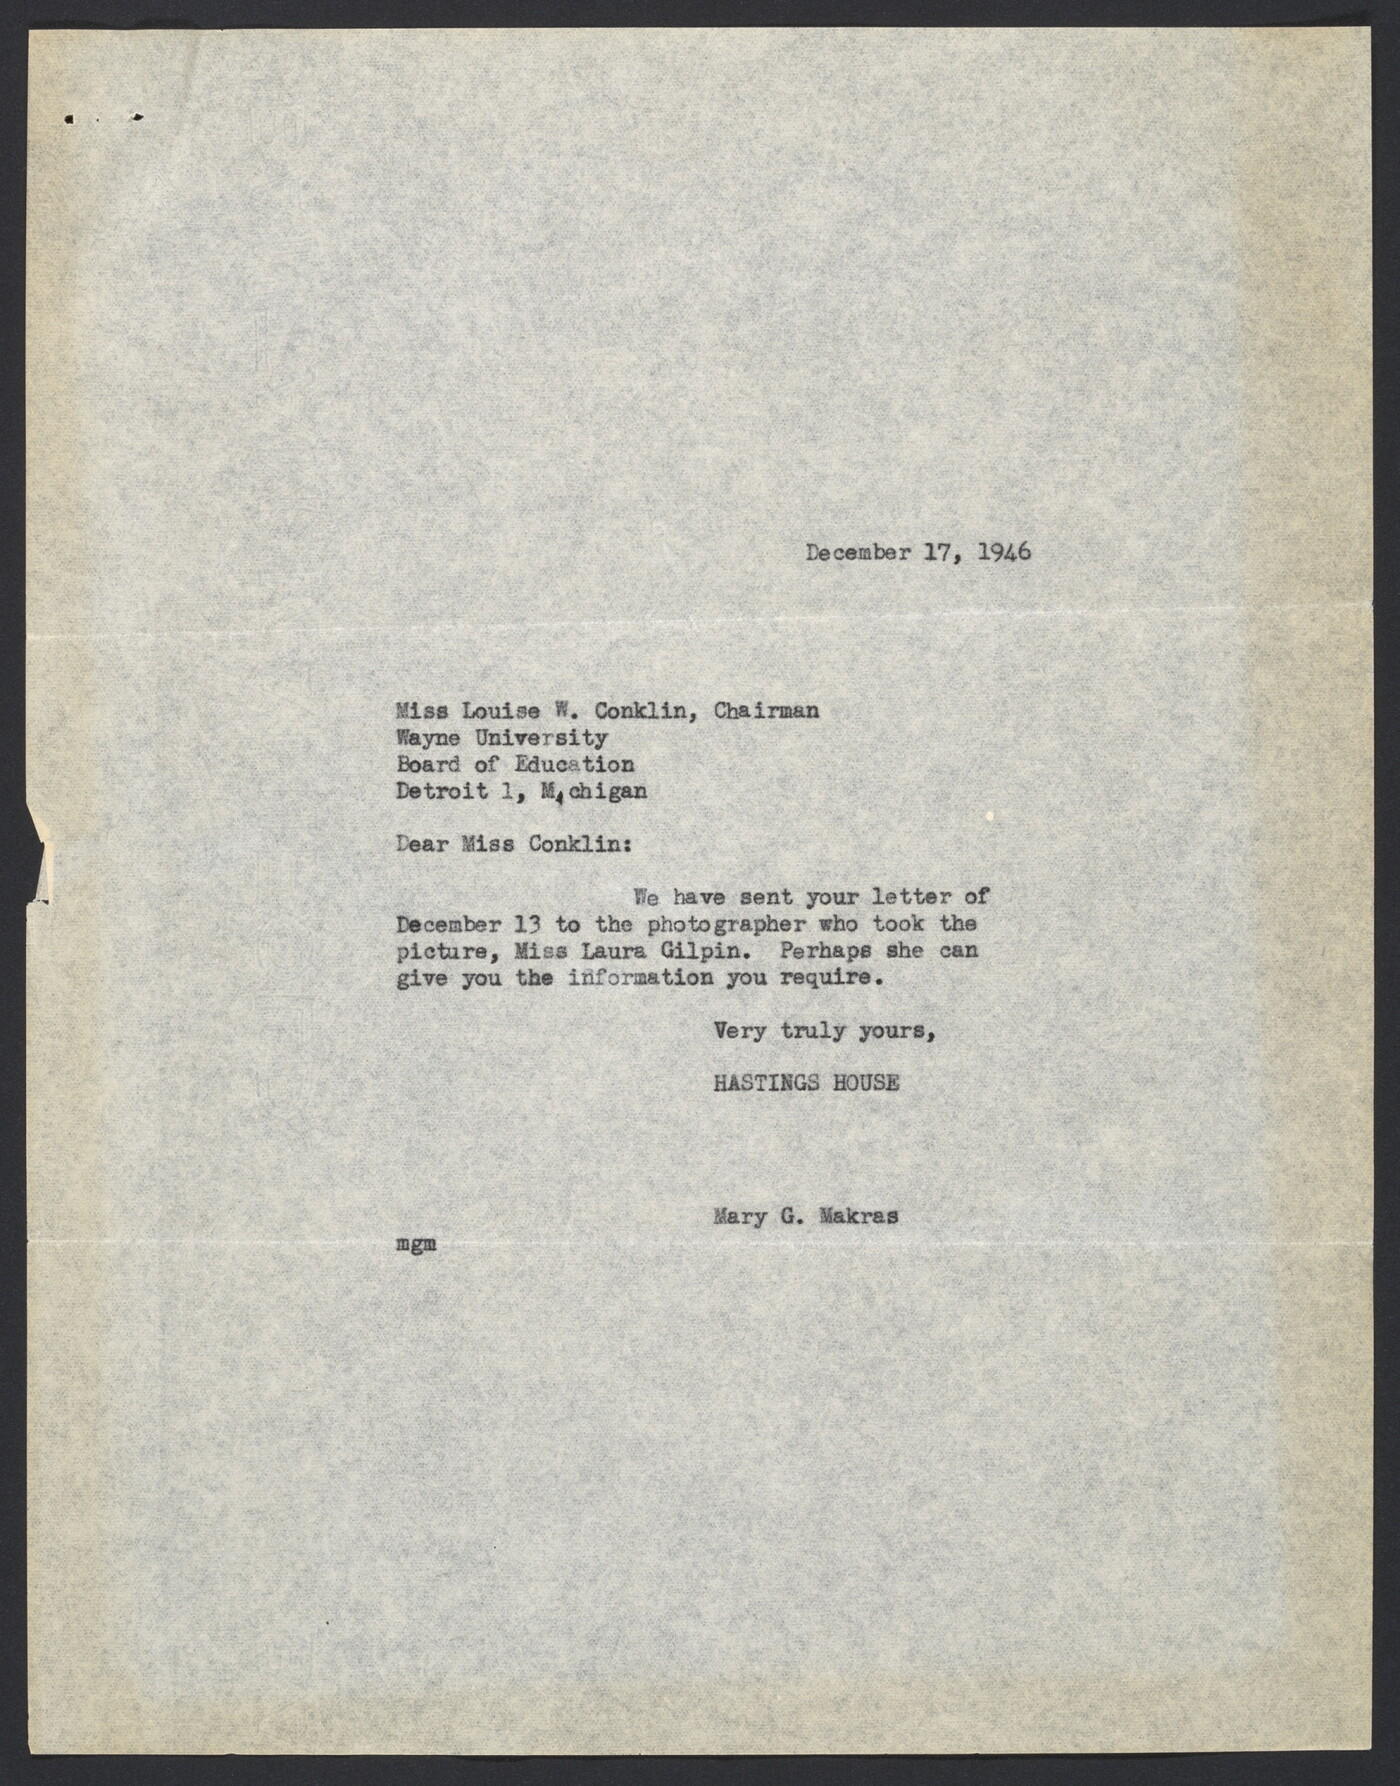 December 17, 1946
Miss Louise W. Conklin, Chairman
Wayne University
Board of Education
Detroit 1, Michigan
Dear Miss Conklin:
We have sent your letter of
December 13 to the photographer who took the
picture, Miss Laura Gilpin. Perhaps she can
give you the information you require.
Very truly yours,
HASTINGS HOUSE
Mary G. Makras
mgm